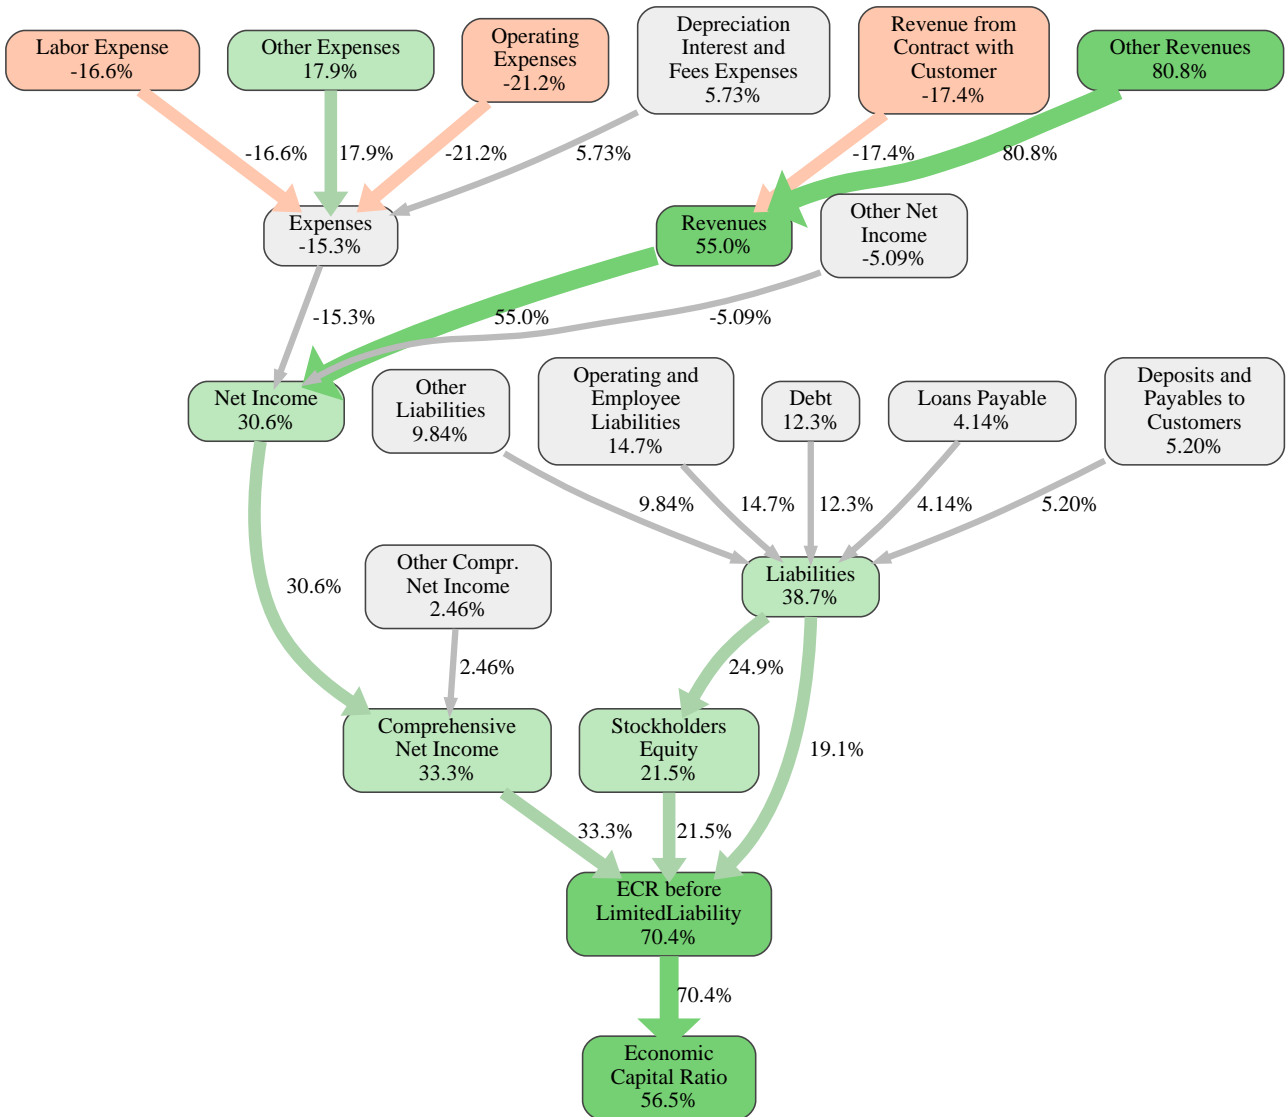 Labor Expense
-16.6%
Other Expenses
17.9%
Operating
Expenses
-21.2%
Depreciation
Interest and
Fees Expenses
5.73%
Revenue from
Contract with
Customer
-17.4%
Other Revenues
80.8%
-16.6%
17.9%
-21.2%
5.73%
-17.4%
80.8%
Expenses
-15.3%
Revenues
55.0%
Other Net
Income
-5.09%
-15.3%
55.0%
-5.09%
Net Income
30.6%
Other
Liabilities
9.84%
Operating and
Employee
Liabilities
14.7%
Debt
12.3%
Loans Payable
4.14%
Deposits and
Payables to
Customers
5.20%
9.84%
14.7%
12.3%
4.14%
5.20%
30.6%
Other Compr.
Net Income
2.46%
Liabilities
38.7%
2.46%
24.9%
19.1%
Comprehensive
Net Income
33.3%
Stockholders
Equity
21.5%
33.3%
21.5%
ECR before
LimitedLiability
70.4%
70.4%
Economic
Capital Ratio
56.5%